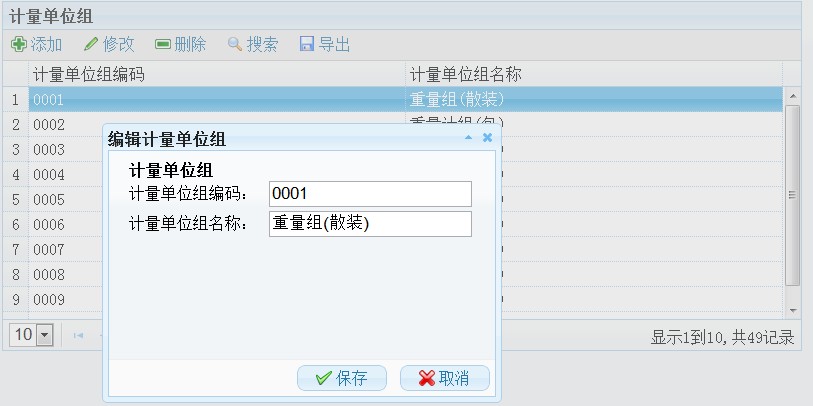 计量单位组
添加 修改 删除 搜索 导出
计量单位组编码 计量单位组名称
1 0001 重量组(散装)
2 0002
编辑计量单位组
3 0003
计量单位组
4 0004
计量单位组编码： 0001
5 0005
6 0006
计量单位组名称： 重量组(散装)
7 0007
8 0008
9 0009
10 显示1到10,共49记录
保存 取消